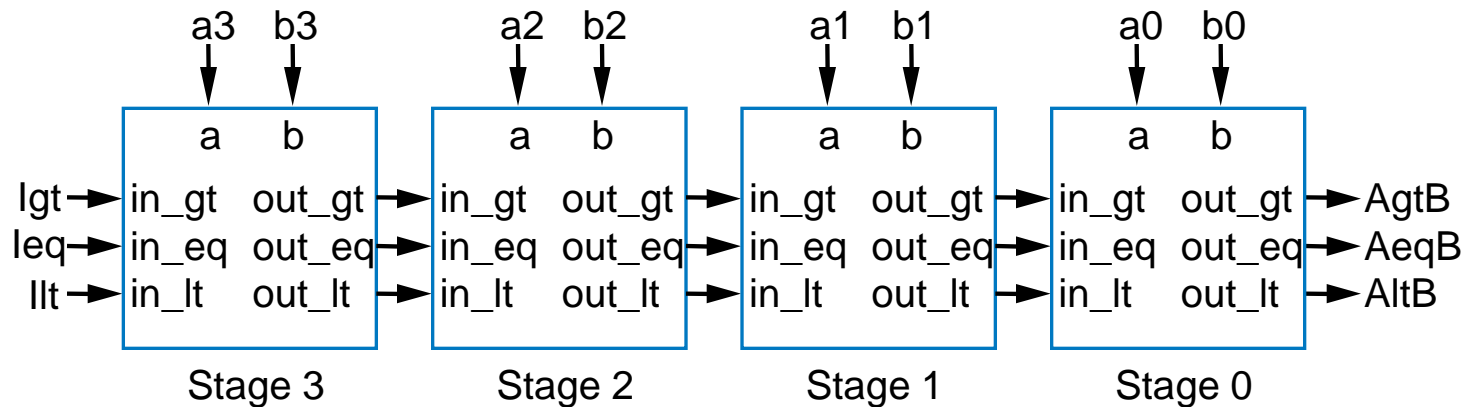 a3 b3 a2 b2 a1 b1 a0 b0
a b a b a b a b
Igt in_gt out_gt in_gt out_gt in_gt out_gt in_gt out_gt AgtB
Ieq in_eq out_eq in_eq out_eq in_eq out_eq in_eq out_eq AeqB
Ilt in_lt out_lt in_lt out_lt in_lt out_lt in_lt out_lt AltB
Stage 3 Stage 2 Stage 1 Stage 0